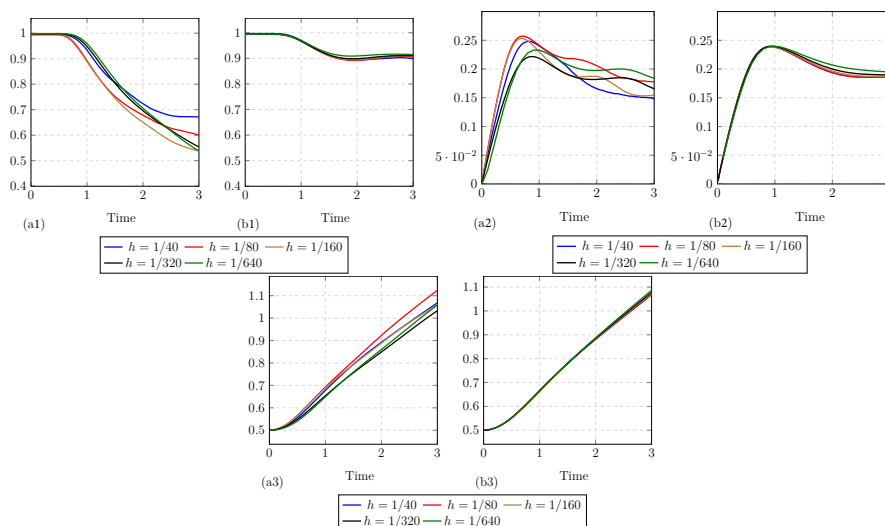 1
0.9
0.8
0.7
0.6
0.5
0.4
0 1 2 3
Time
(a1)
1
0.9
0.8
0.7
0.6
0.5
0.4
0 1 2 3
Time
(b1)
h = 1/40 h = 1/80 h = 1/160
h = 1/320 h = 1/640
0.25
0.2
0.15
0.1
5 · 10⁻²
0
0 1 2 3
Time
(a2)
0.25
0.2
0.15
0.1
5 · 10⁻²
0
0 1 2 3
Time
(b2)
h = 1/40 h = 1/80 h = 1/160
h = 1/320 h = 1/640
1.1
1
0.9
0.8
0.7
0.6
0.5
0 1 2 3
Time
(a3)
1.1
1
0.9
0.8
0.7
0.6
0.5
0 1 2 3
Time
(b3)
h = 1/40 h = 1/80 h = 1/160
h = 1/320 h = 1/640